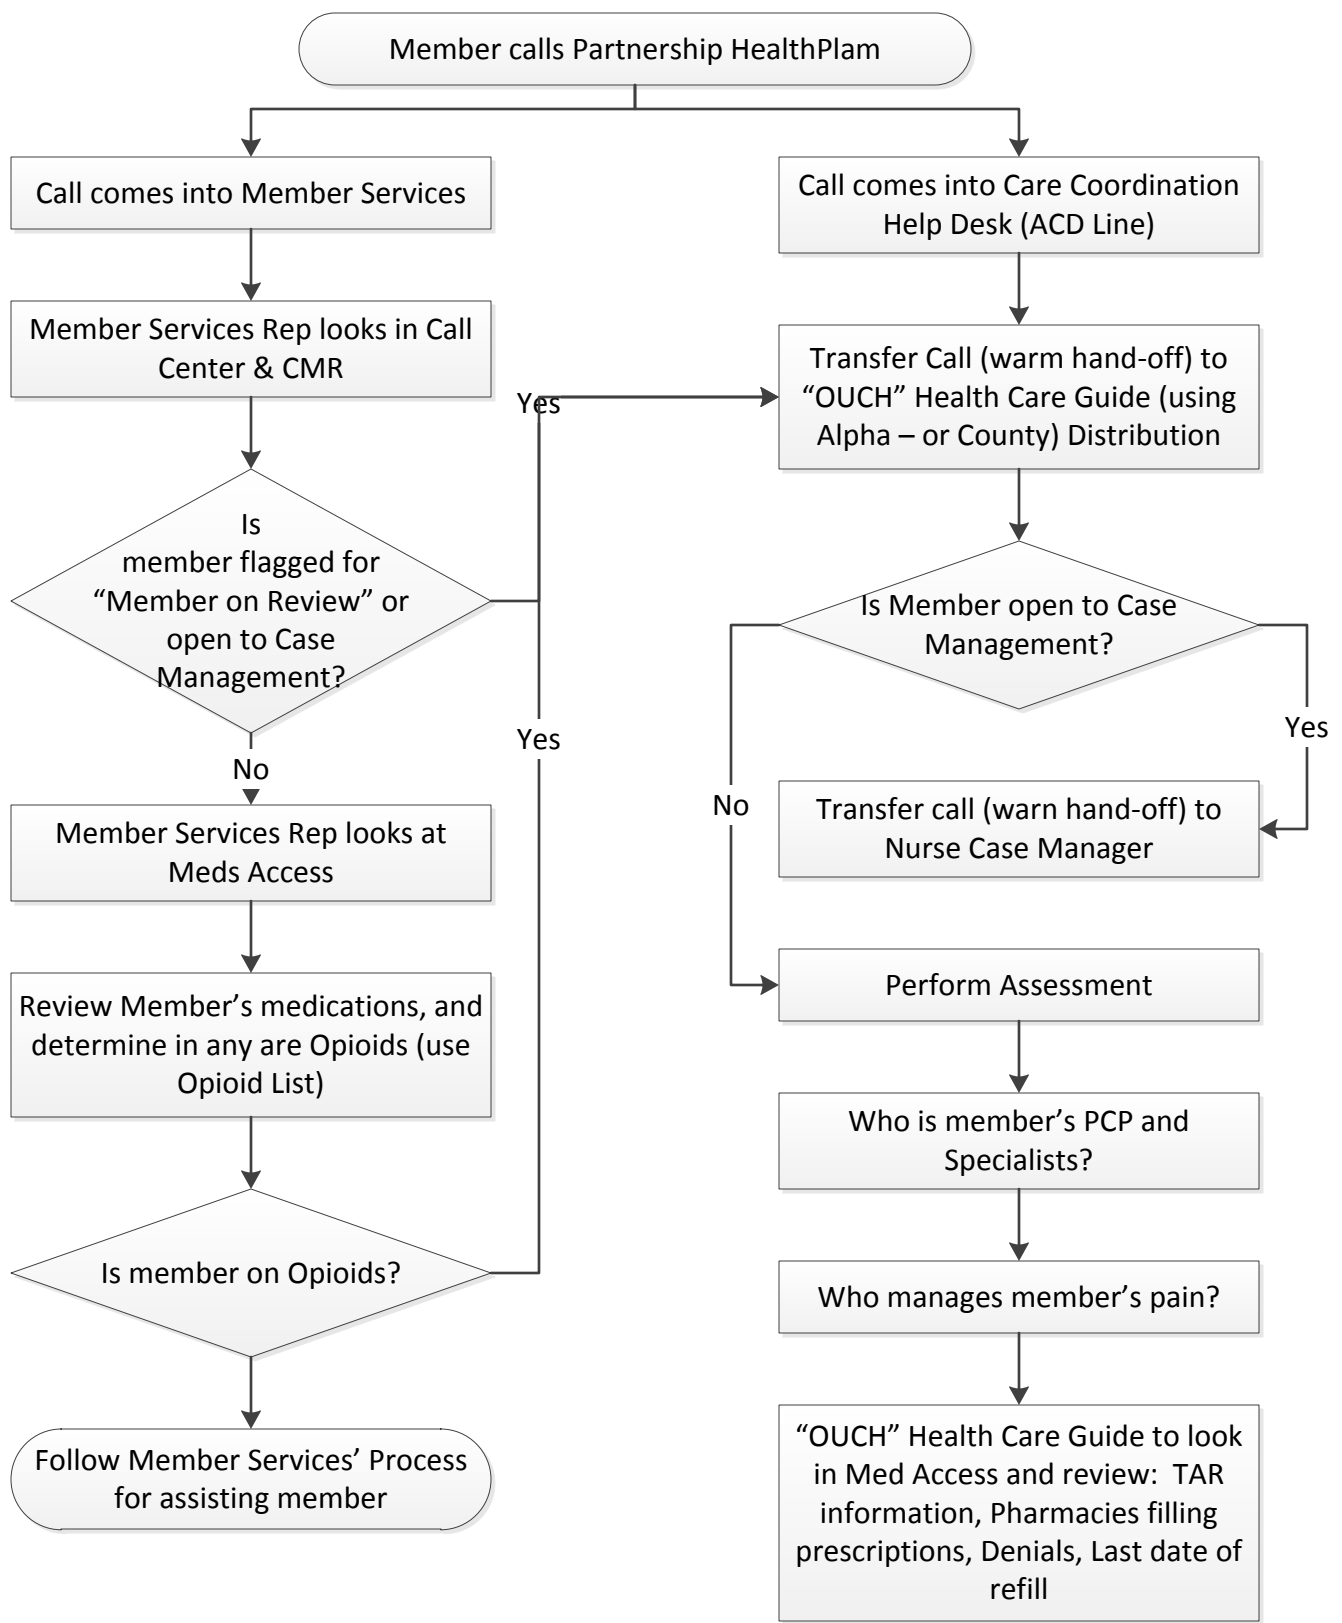 Member calls Partnership HealthPlam
Call comes into Member Services
Member Services Rep looks in Call
Center & CMR
Is
member flagged for
“Member on Review” or
open to Case
Management?
Yes
No
Member Services Rep looks at
Meds Access
Review Member’s medications, and
determine in any are Opioids (use
Opioid List)
Is member on Opioids?
Yes
Follow Member Services’ Process
for assisting member
Call comes into Care Coordination
Help Desk (ACD Line)
Transfer Call (warm hand-off) to
“OUCH” Health Care Guide (using
Alpha – or County) Distribution
Is Member open to Case
Management?
Yes
No
Transfer call (warn hand-off) to
Nurse Case Manager
Perform Assessment
Who is member’s PCP and
Specialists?
Who manages member’s pain?
“OUCH” Health Care Guide to look
in Med Access and review:  TAR
information, Pharmacies filling
prescriptions, Denials, Last date of
refill